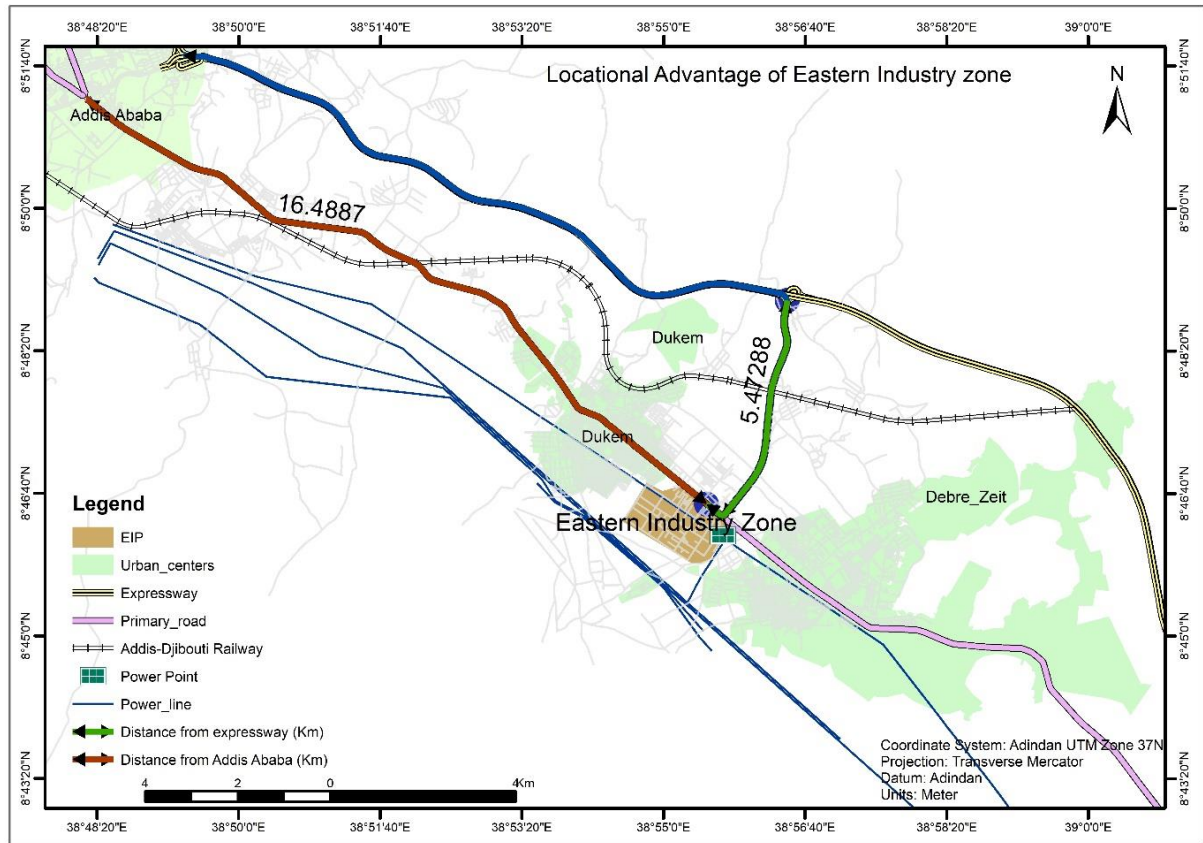 38°48'20"E 38°50'0"E 38°51'40"E 38°53'20"E 38°55'0"E 38°56'40"E 38°58'20"E 39°0'0"E
8°51'40"N
8°51'40"N
Locational Advantage of Eastern Industry zone
N
Addis Ababa
16.4887
8°50'0"N
8°50'0"N
Dukem
5.47288
8°48'20"N
8°48'20"N
Dukem
8°46'40"N
8°46'40"N
Debre_Zeit
Eastern Industry Zone
Legend
EIP
Urban_centers
Expressway
Primary_road
Addis-Djibouti Railway
Power Point
Power_line
Distance from expressway (Km)
Distance from Addis Ababa (Km)
8°45'0"N
8°45'0"N
4 2 0 4Km
Coordinate System: Adindan UTM Zone 37N
Projection: Transverse Mercator
Datum: Adindan
Units: Meter
8°43'20"N
8°43'20"N
38°48'20"E 38°50'0"E 38°51'40"E 38°53'20"E 38°55'0"E 38°56'40"E 38°58'20"E 39°0'0"E